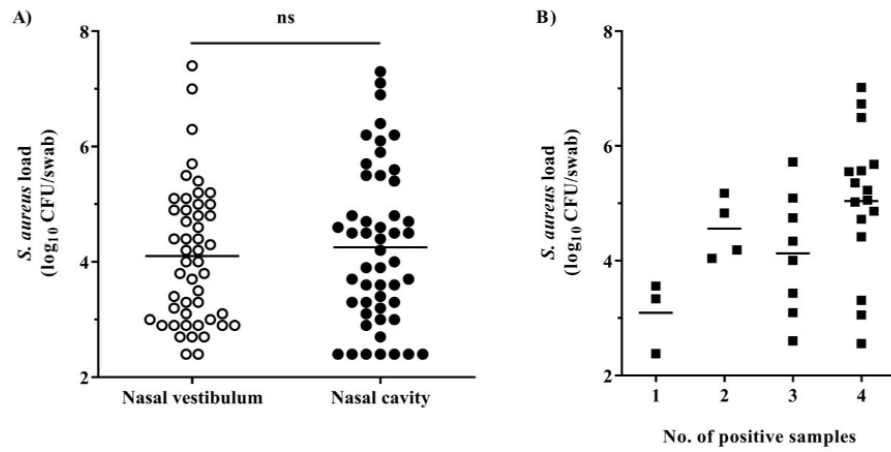 A)
ns
8
6
4
2
S. aureus load
(log10 CFU/swab)
Nasal vestibulum
Nasal cavity
B)
8
6
4
2
S. aureus load
(log10 CFU/swab)
1 2 3 4
No. of positive samples